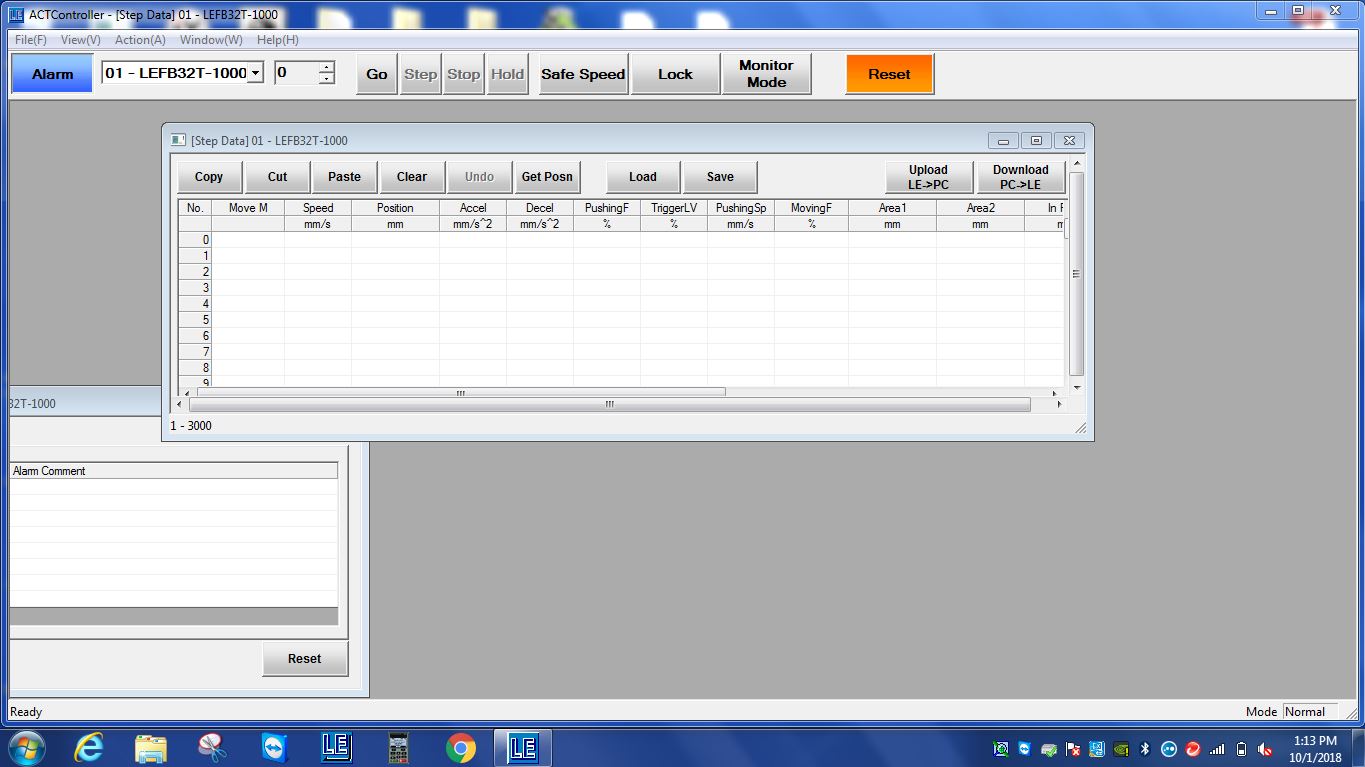 ACTController - [Step Data] 01 - LEFB32T-1000
File(F) View(V) Action(A) Window(W) Help(H)
Alarm 01 - LEFB32T-1000 0 Go Step Stop Hold Safe Speed Lock Monitor Mode Reset
[Step Data] 01 - LEFB32T-1000
Copy Cut Paste Clear Undo Get Posn Load Save Upload LE->PC Download PC->LE
No. Move M Speed Position Accel Decel PushingF TriggerLV PushingSp MovingF Area1 Area2 In
mm/s mm mm/s^2 mm/s^2 % % mm/s % mm mm
0
1
2
3
4
5
6
7
8
9
1 - 3000
32T-1000
Alarm Comment
Reset
Ready Mode Normal
LE LE
1:13 PM
10/1/2018